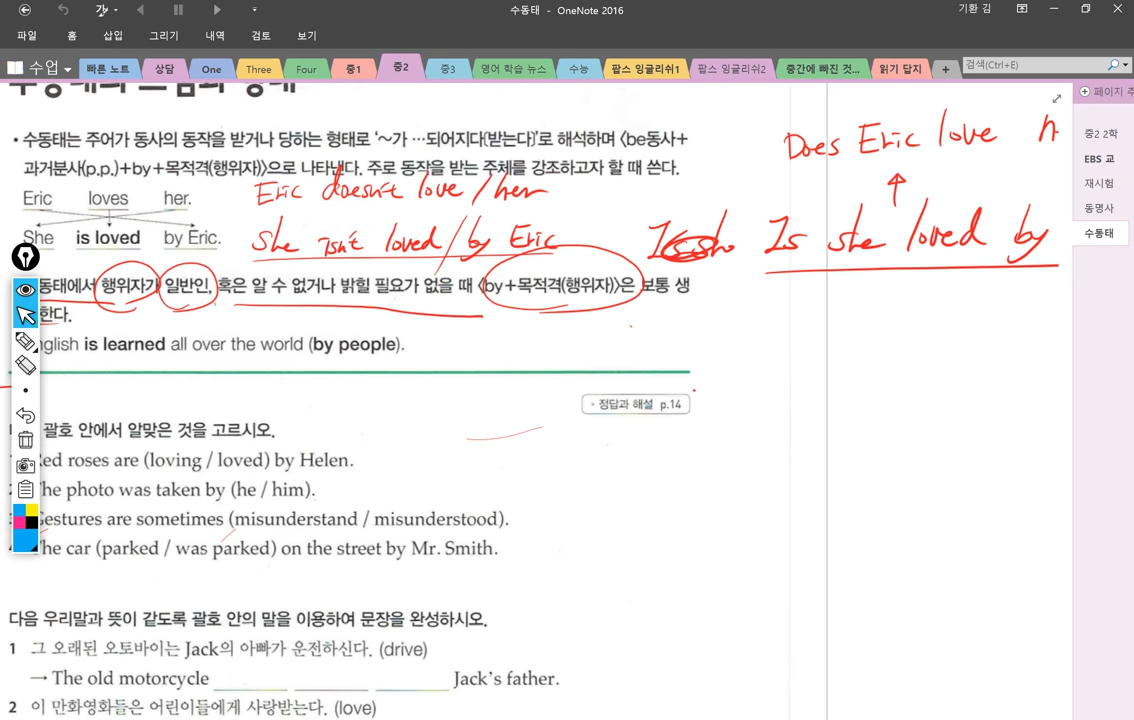 수동태 - OneNote 2016
기환 김
파일 홈 삽입 그리기 내역 검토 보기
수업 빠른 노트 상담 One Three Four 중1 중2 중3 영어 학습 뉴스 수능 팝스 잉글리쉬1 팝스 잉글리쉬2 중간에 빠진 것... 읽기 답지 + 검색(Ctrl+E)
페이지 추
중2 2학
EBS 교
재시험
동명사
수동태
• 수동태는 주어가 동사의 동작을 받거나 당하는 형태로 '~가 …되어지다{받는다}'로 해석하며 〈be동사+
과거분사(p.p.)+by+목적격(행위자)〉으로 나타낸다. 주로 동작을 받는 주체를 강조하고자 할 때 쓴다.
Does Eric love
Eric doesn't love / her
Eric loves her.
She isn't loved / by Eric
Is she loved by
She is loved by Eric.
동태에서 행위자가 일반인, 혹은 알 수 없거나 밝힐 필요가 없을 때 〈by+목적격(행위자)〉은 보통 생
한다.
nglish is learned all over the world (by people).
• 정답과 해설 p.14
괄호 안에서 알맞은 것을 고르시오.
Red roses are (loving / loved) by Helen.
The photo was taken by (he / him).
Gestures are sometimes (misunderstand / misunderstood).
The car (parked / was parked) on the street by Mr. Smith.
다음 우리말과 뜻이 같도록 괄호 안의 말을 이용하여 문장을 완성하시오.
1 그 오래된 오토바이는 Jack의 아빠가 운전하신다. (drive)
→ The old motorcycle ______ ______ ______ Jack's father.
2 이 만화영화들은 어린이들에게 사랑받는다. (love)